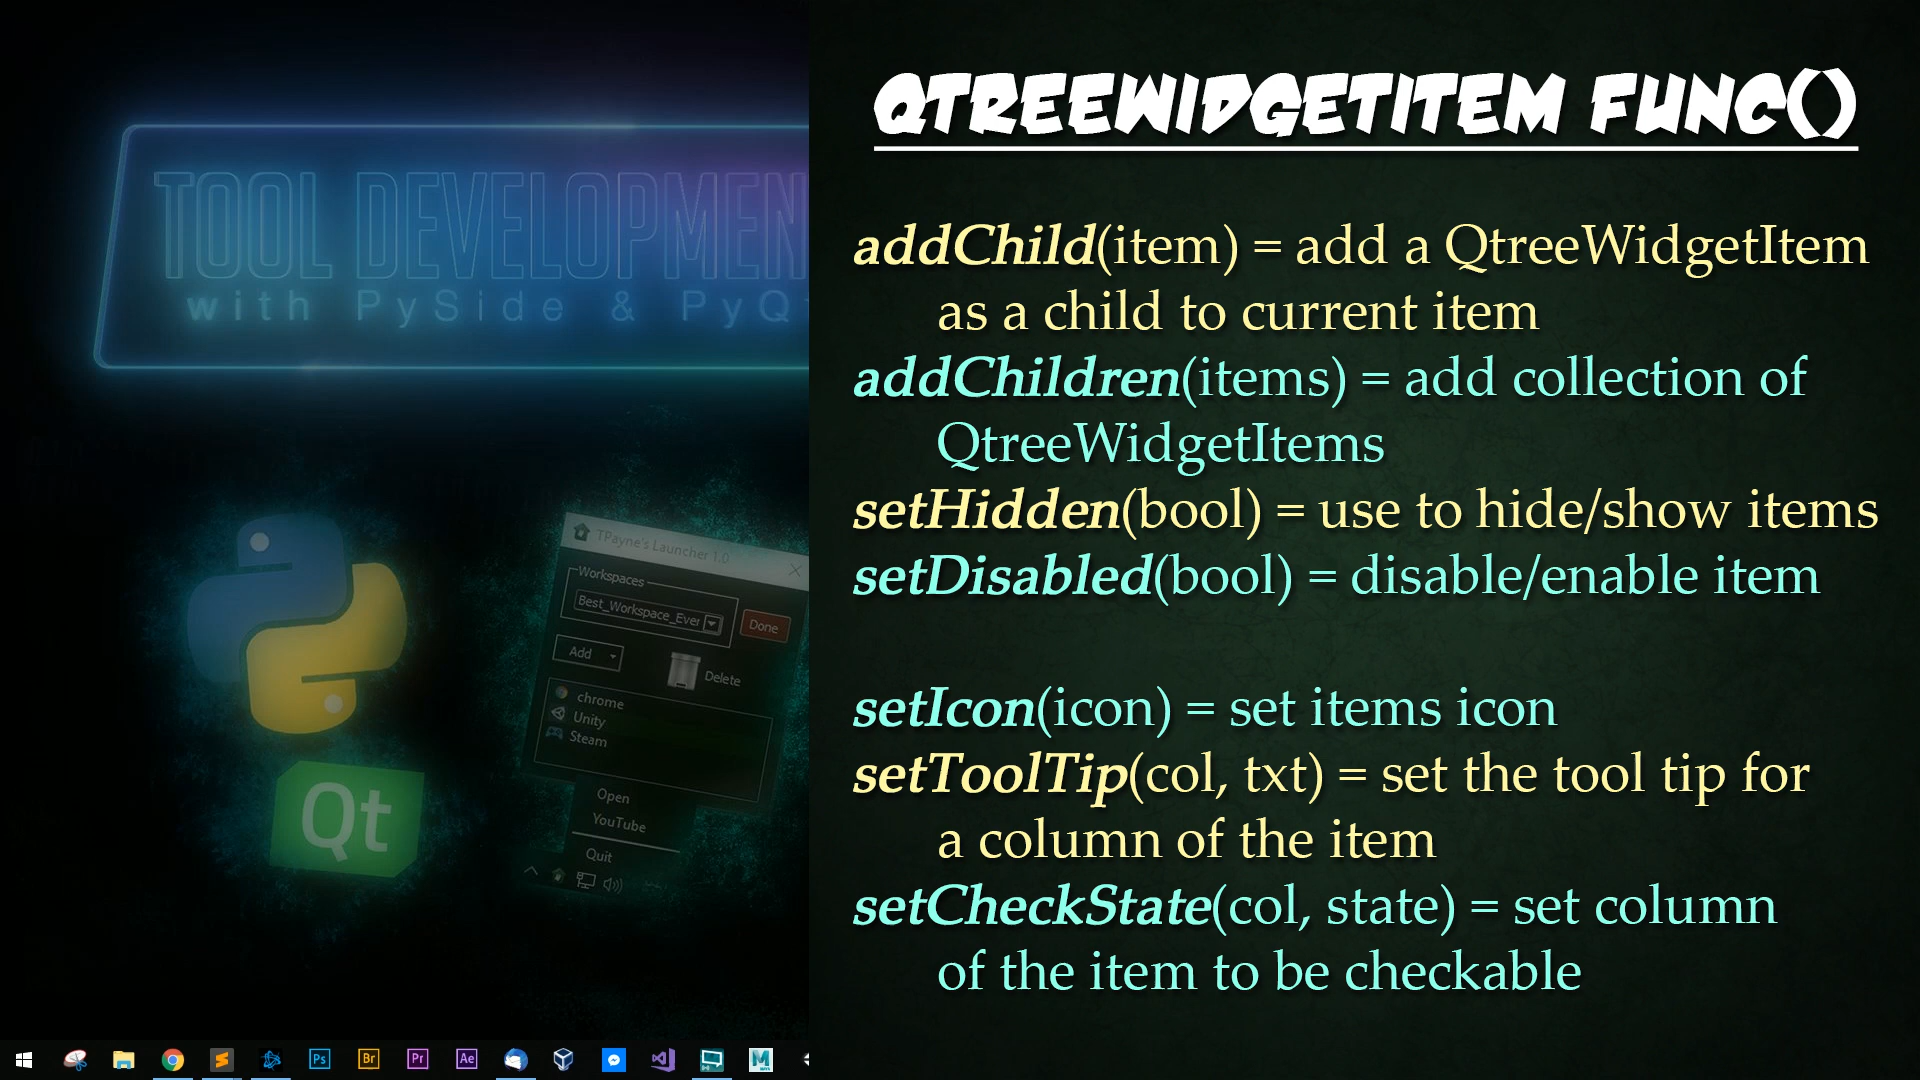 TOOL DEVELOPMEN
with PySide & PyQ
TPayne's Launcher 1.0
Workspaces
Best_Workspace_Ever
Done
Add
Delete
chrome
Unity
Steam
Open
YouTube
Quit
Qt
QTREEWIDGETITEM FUNC()
addChild(item) = add a QtreeWidgetItem
as a child to current item
addChildren(items) = add collection of
QtreeWidgetItems
setHidden(bool) = use to hide/show items
setDisabled(bool) = disable/enable item
setIcon(icon) = set items icon
setToolTip(col, txt) = set the tool tip for
a column of the item
setCheckState(col, state) = set column
of the item to be checkable
Ps
Br
Pr
Ae
M